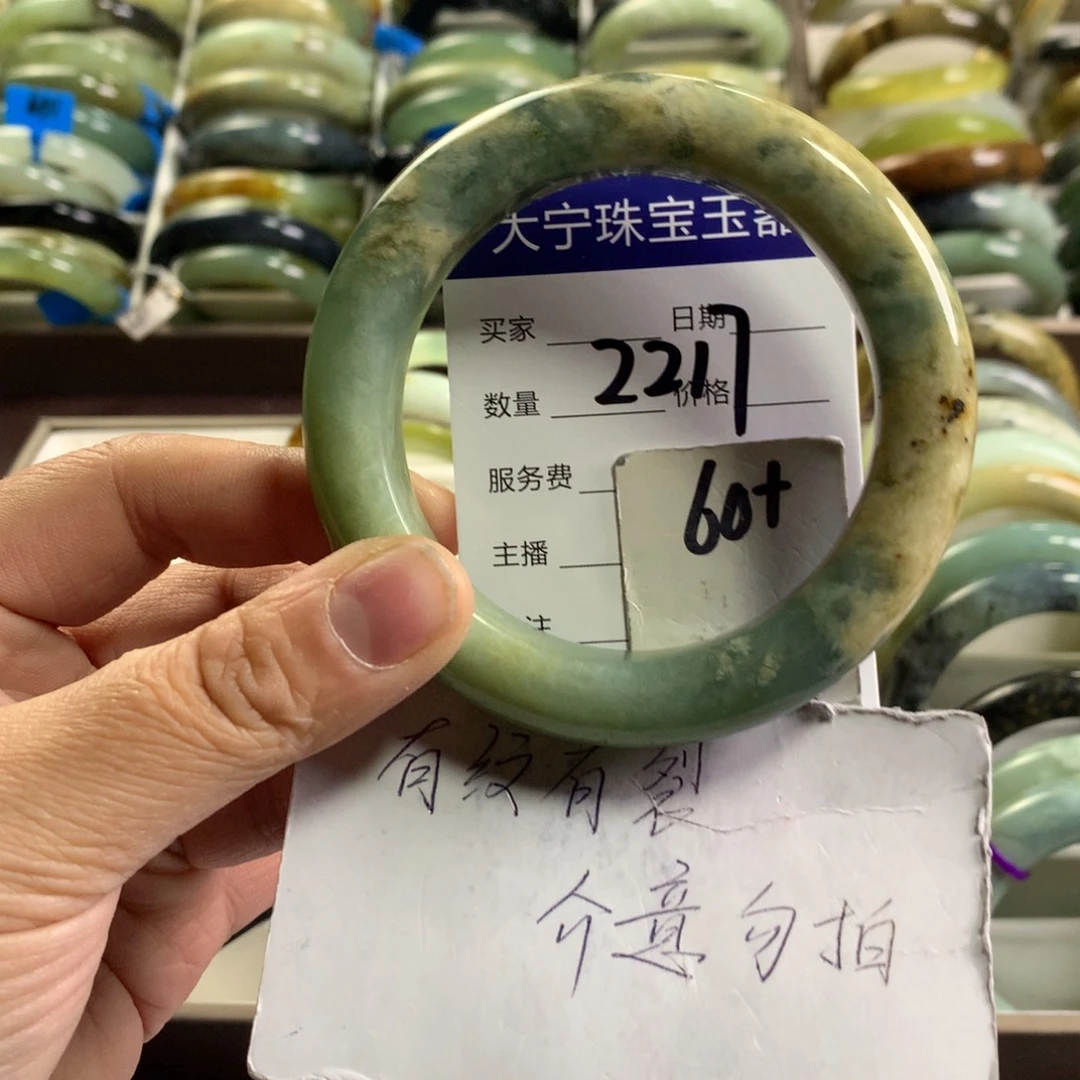 大宁珠宝玉器
买家 日期
2217
数量 价格
服务费
60+
主播
注
有纹有裂
介意勿拍